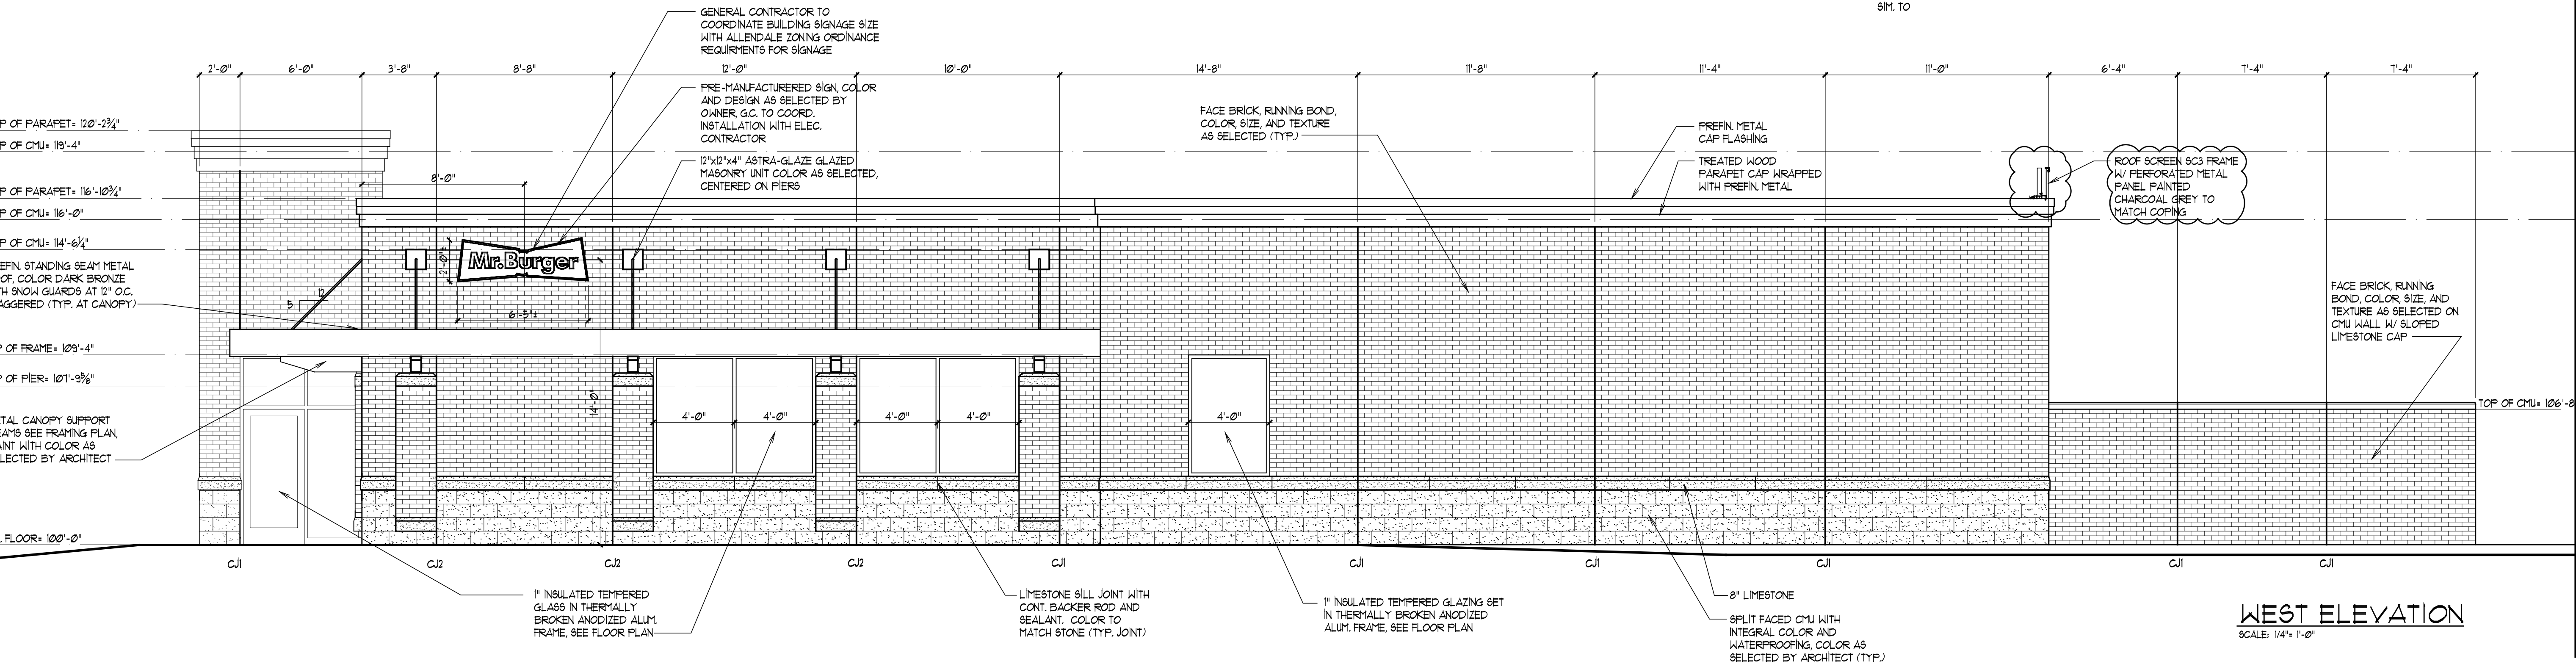 SIM. TO
GENERAL CONTRACTOR TO
COORDINATE BUILDING SIGNAGE SIZE
WITH ALLENDALE ZONING ORDINANCE
REQUIRMENTS FOR SIGNAGE
2'-0"
6'-0"
3'-8"
8'-8"
12'-0"
10'-0"
14'-8"
11'-8"
11'-4"
11'-0"
6'-4"
7'-4"
7'-4"
PRE-MANUFACTURERED SIGN, COLOR
AND DESIGN AS SELECTED BY
OWNER, G.C. TO COORD.
INSTALLATION WITH ELEC.
CONTRACTOR
12"x12"x4" ASTRA-GLAZE GLAZED
MASONRY UNIT COLOR AS SELECTED,
CENTERED ON PIERS
FACE BRICK, RUNNING BOND,
COLOR, SIZE, AND TEXTURE
AS SELECTED (TYP.)
PREFIN. METAL
CAP FLASHING
TREATED WOOD
PARAPET CAP WRAPPED
WITH PREFIN. METAL
ROOF SCREEN SC3 FRAME
W/ PERFORATED METAL
PANEL PAINTED
CHARCOAL GREY TO
MATCH COPING
P OF PARAPET= 120'-2¾"
P OF CMU= 119'-4"
P OF PARAPET= 116'-10¾"
P OF CMU= 116'-0"
P OF CMU= 114'-6¼"
EFIN. STANDING SEAM METAL
OF, COLOR DARK BRONZE
TH SNOW GUARDS AT 12" O.C.
AGGERED (TYP. AT CANOPY)
P OF FRAME= 109'-4"
P OF PIER= 107'-9⅝"
TAL CANOPY SUPPORT
EAMS SEE FRAMING PLAN,
INT WITH COLOR AS
LECTED BY ARCHITECT
. FLOOR= 100'-0"
8'-0"
2'-0"±
Mr.Burger
6'-5"±
12
5
14'-0"
4'-0"
4'-0"
4'-0"
4'-0"
4'-0"
FACE BRICK, RUNNING
BOND, COLOR, SIZE, AND
TEXTURE AS SELECTED ON
CMU WALL W/ SLOPED
LIMESTONE CAP
TOP OF CMU= 106'-8
CJ1
CJ2
CJ2
CJ2
CJ1
CJ1
CJ1
CJ1
CJ1
CJ1
1" INSULATED TEMPERED
GLASS IN THERMALLY
BROKEN ANODIZED ALUM.
FRAME, SEE FLOOR PLAN
LIMESTONE SILL JOINT WITH
CONT. BACKER ROD AND
SEALANT. COLOR TO
MATCH STONE (TYP. JOINT)
1" INSULATED TEMPERED GLAZING SET
IN THERMALLY BROKEN ANODIZED
ALUM. FRAME, SEE FLOOR PLAN
8" LIMESTONE
SPLIT FACED CMU WITH
INTEGRAL COLOR AND
WATERPROOFING, COLOR AS
SELECTED BY ARCHITECT (TYP.)
WEST ELEVATION
SCALE: 1/4"= 1'-0"